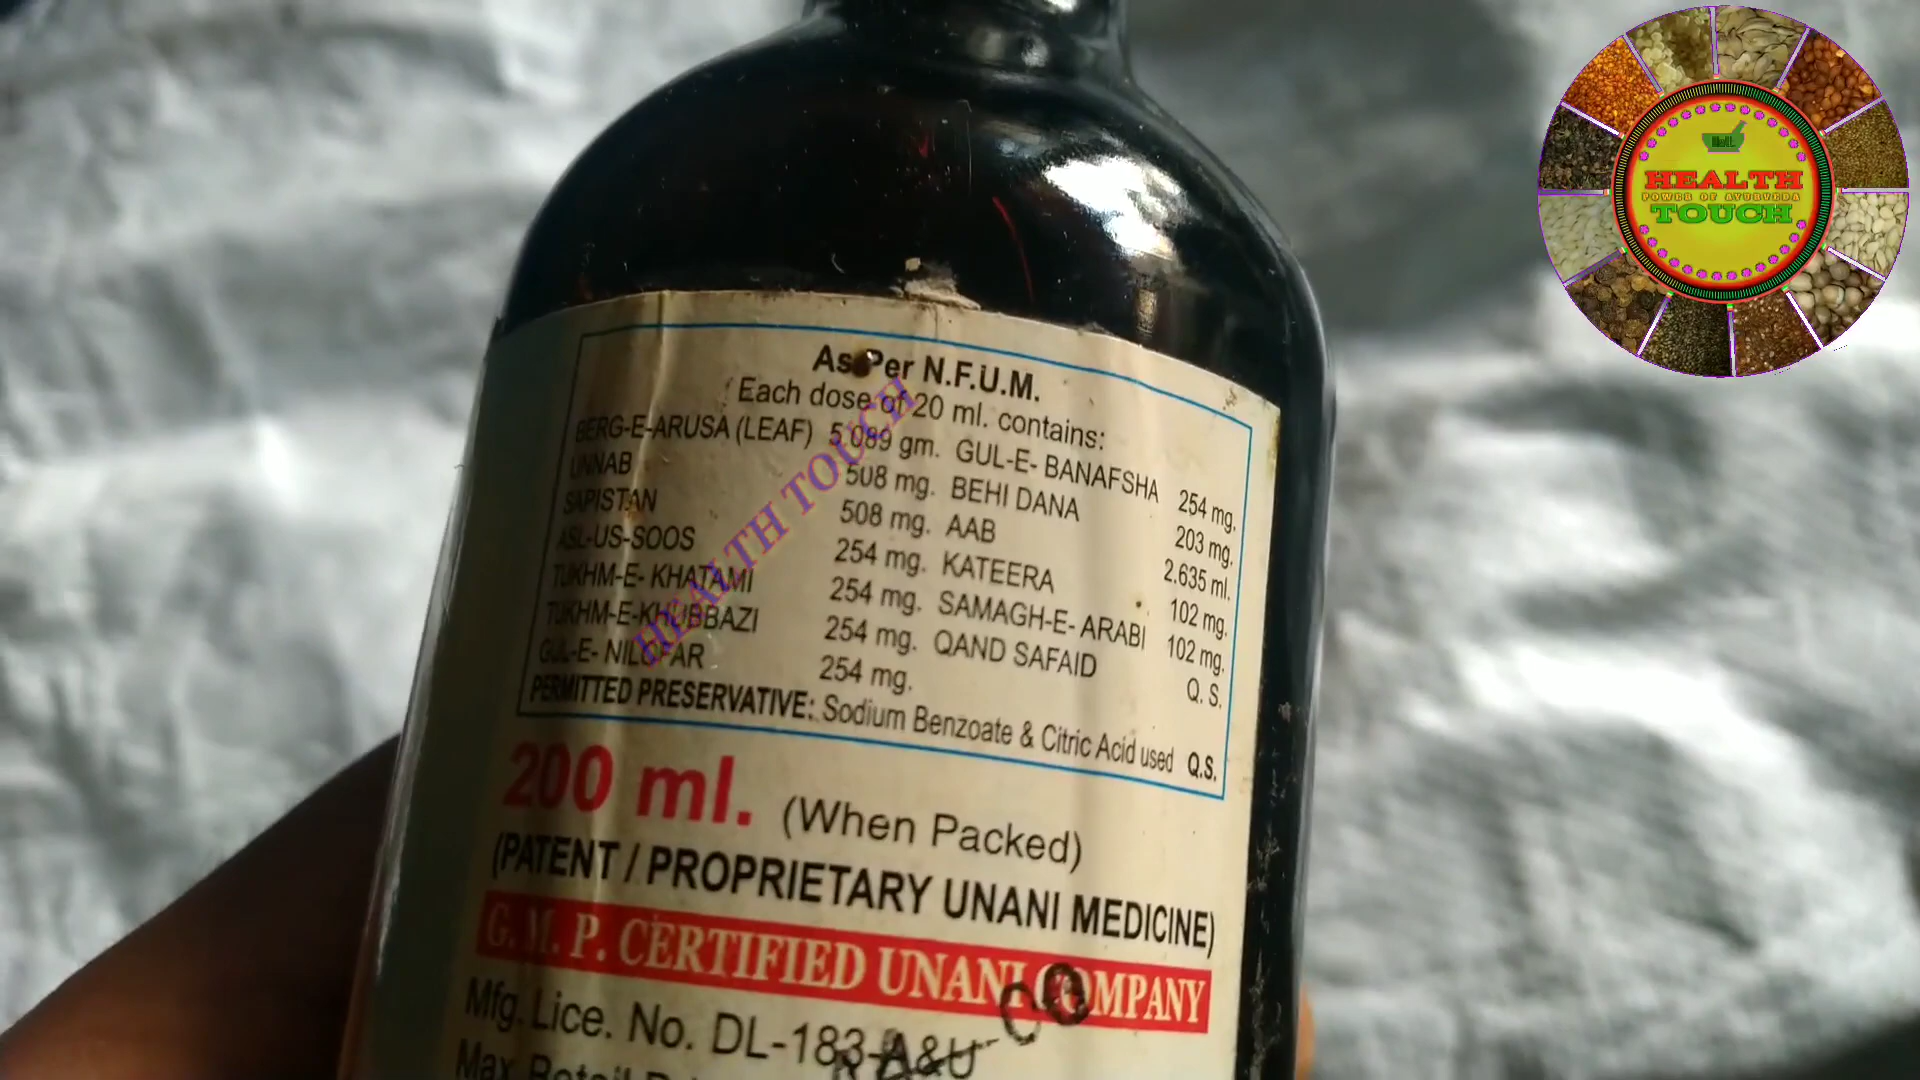 As Per N.F.U.M.
Each dose of 20 ml. contains:
BERG-E-ARUSA (LEAF) 5.089 gm. GUL-E- BANAFSHA 254 mg.
UNNAB 508 mg. BEHI DANA 203 mg.
SAPISTAN 508 mg. AAB 2.635 ml.
ASL-US-SOOS 254 mg. KATEERA 102 mg.
TUKHM-E- KHATAMI 254 mg. SAMAGH-E- ARABI 102 mg.
TUKHM-E-KHUBBAZI 254 mg. QAND SAFAID Q. S.
GUL-E- NILOFAR 254 mg.
PERMITTED PRESERVATIVE: Sodium Benzoate & Citric Acid used Q.S.
200 ml. (When Packed)
(PATENT / PROPRIETARY UNANI MEDICINE)
G. M. P. CERTIFIED UNANI COMPANY
Mfg. Lice. No. DL-183-A&U
HEALTH TOUCH
HEALTH
POWER OF AYURVEDA
TOUCH